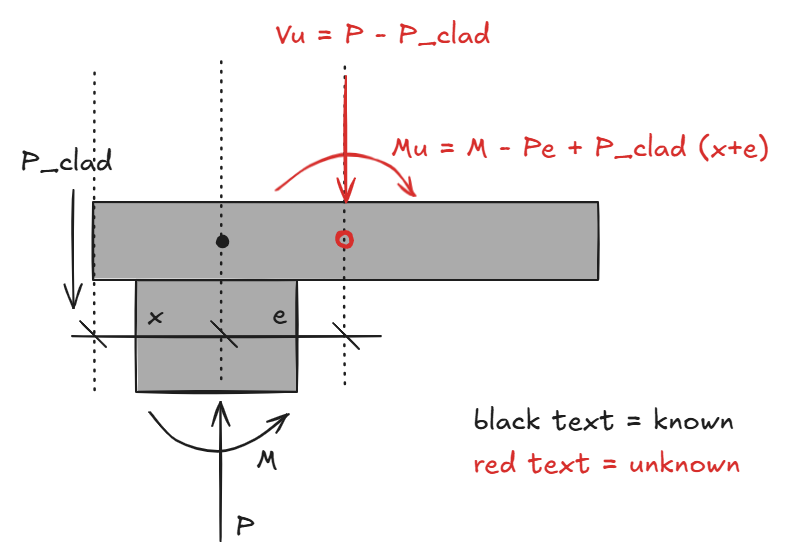 Vu = P - P_clad
Mu = M - Pe + P_clad (x+e)
P_clad
x
e
M
P
black text = known
red text = unknown